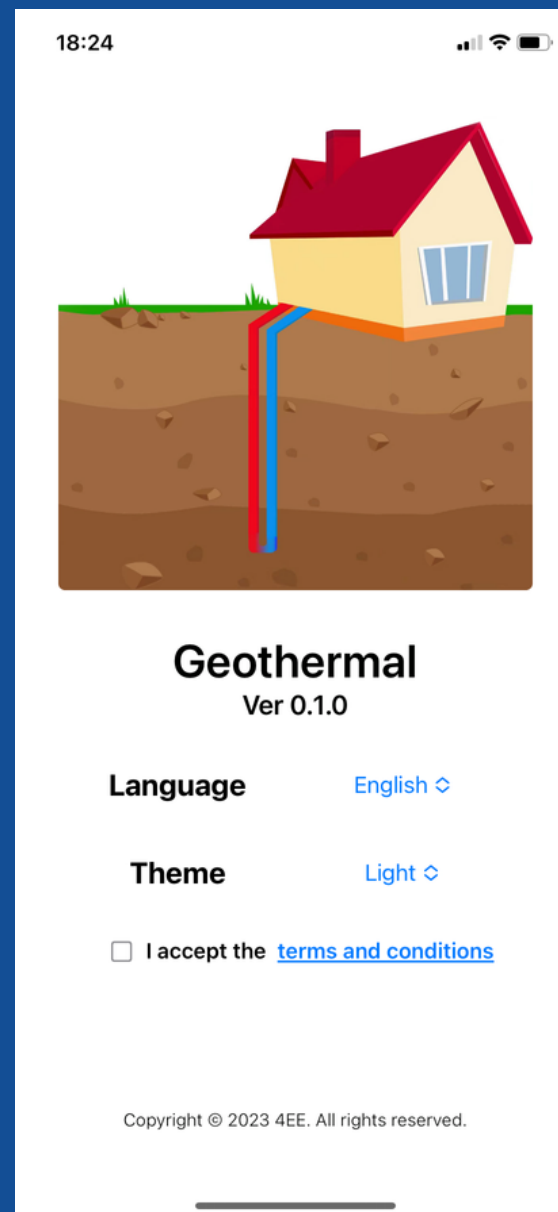 18:24
Geothermal
Ver 0.1.0
Language English
Theme Light
I accept the terms and conditions
Copyright © 2023 4EE. All rights reserved.